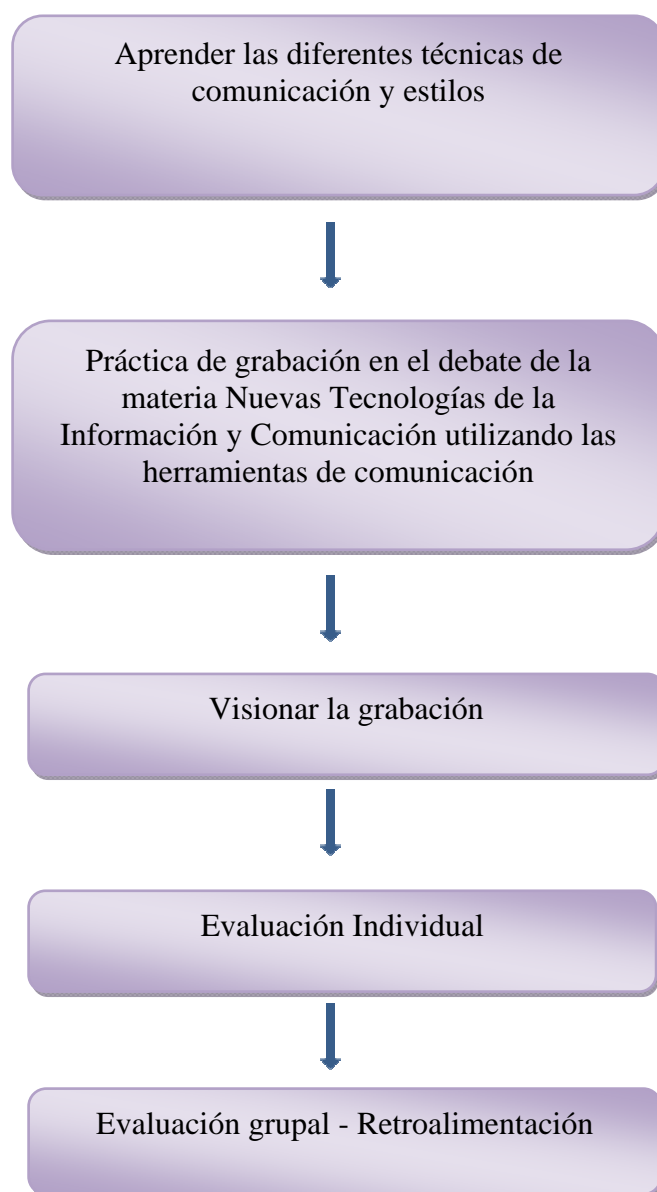 Aprender las diferentes técnicas de
comunicación y estilos
Práctica de grabación en el debate de la
materia Nuevas Tecnologías de la
Información y Comunicación utilizando las
herramientas de comunicación
Visionar la grabación
Evaluación Individual
Evaluación grupal - Retroalimentación